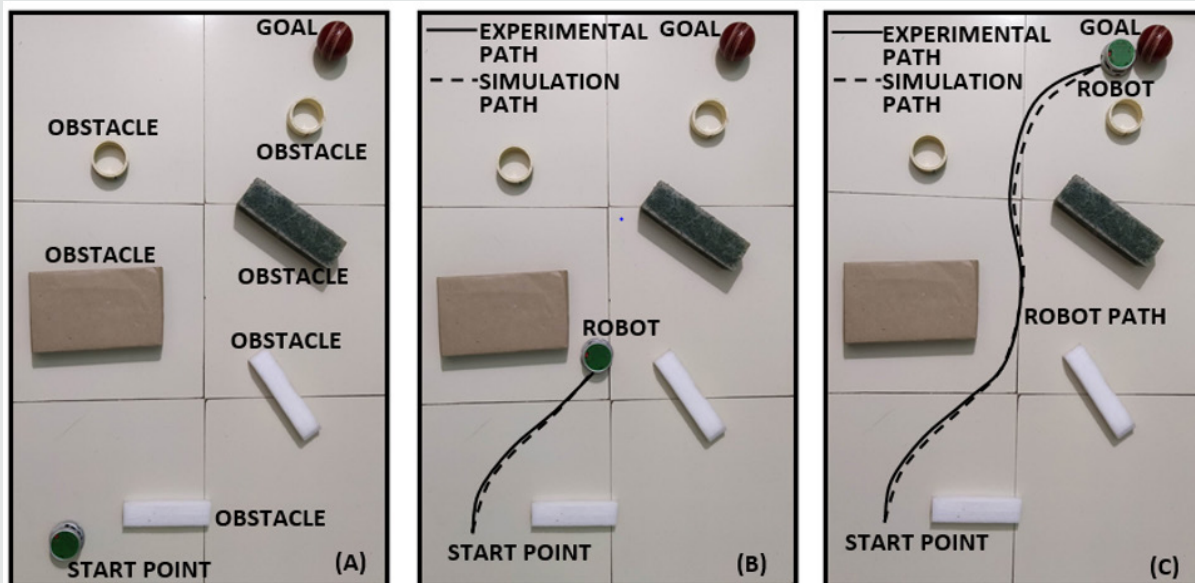 GOAL
OBSTACLE
OBSTACLE
OBSTACLE
OBSTACLE
OBSTACLE
OBSTACLE
START POINT
(A)
EXPERIMENTAL
PATH
SIMULATION
PATH
GOAL
ROBOT
START POINT
(B)
EXPERIMENTAL
PATH
SIMULATION
PATH
GOAL
ROBOT
ROBOT PATH
START POINT
(C)